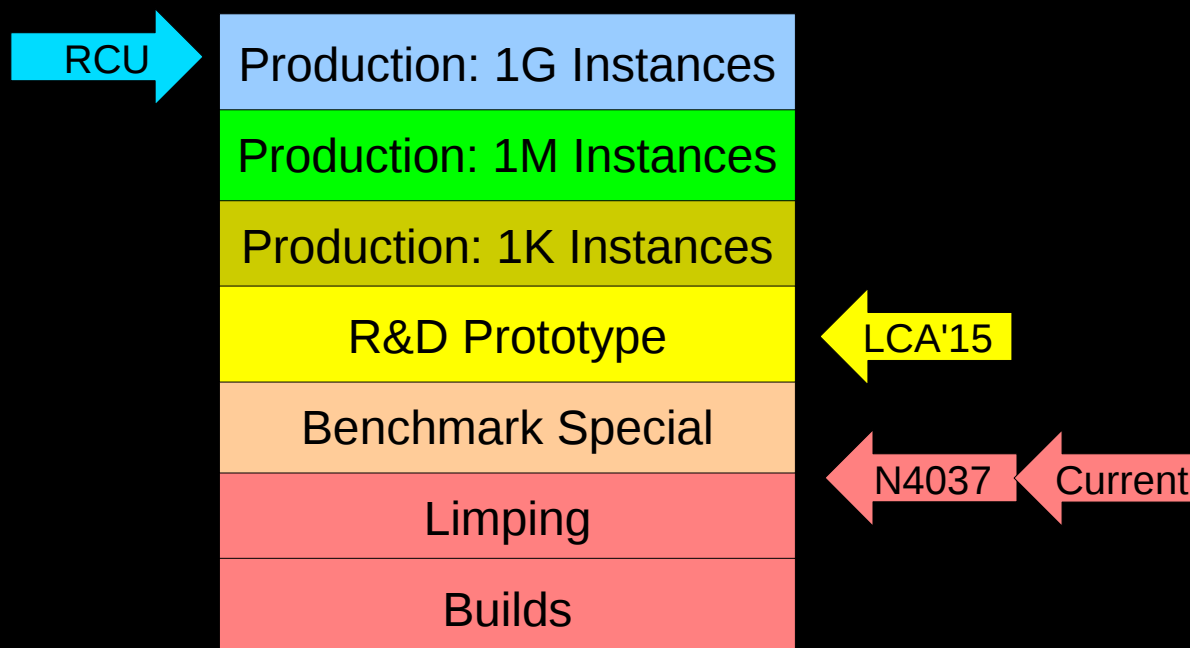 RCU
Production: 1G Instances
Production: 1M Instances
Production: 1K Instances
R&D Prototype
LCA'15
Benchmark Special
N4037
Current
Limping
Builds